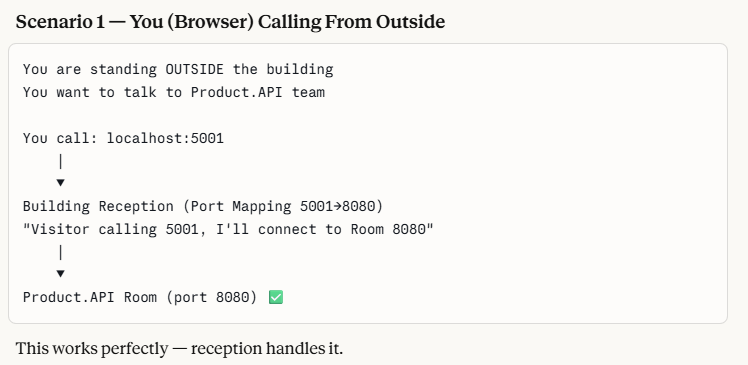 Scenario 1 — You (Browser) Calling From Outside
You are standing OUTSIDE the building
You want to talk to Product.API team
You call: localhost:5001
|
▼
Building Reception (Port Mapping 5001→8080)
"Visitor calling 5001, I'll connect to Room 8080"
|
▼
Product.API Room (port 8080) ✅
This works perfectly — reception handles it.